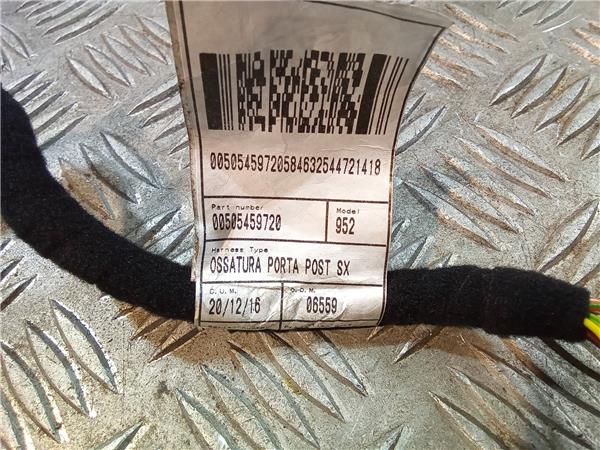 00505459720584632544721418
Part number
Model
00505459720
952
Harness Type
OSSATURA PORTA POST SX
C. U. M.
D. D. M.
20/12/16
06559